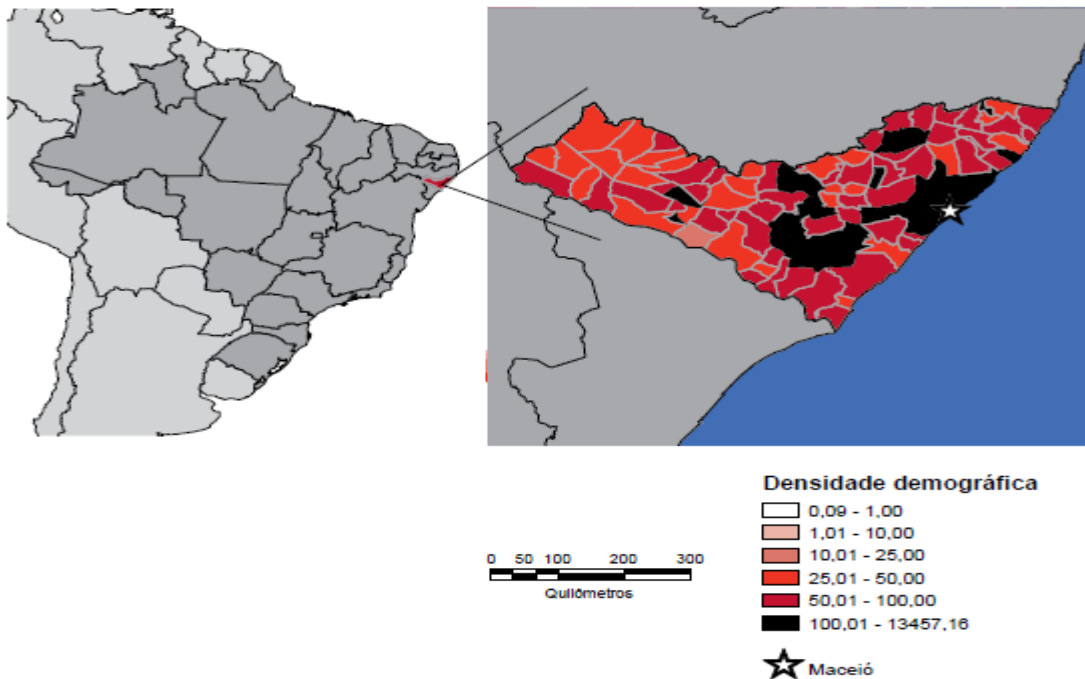 Densidade demográfica
0,09 - 1,00
1,01 - 10,00
10,01 - 25,00
25,01 - 50,00
50,01 - 100,00
100,01 - 13457,16
Maceió
0 50 100 200 300
Quilômetros